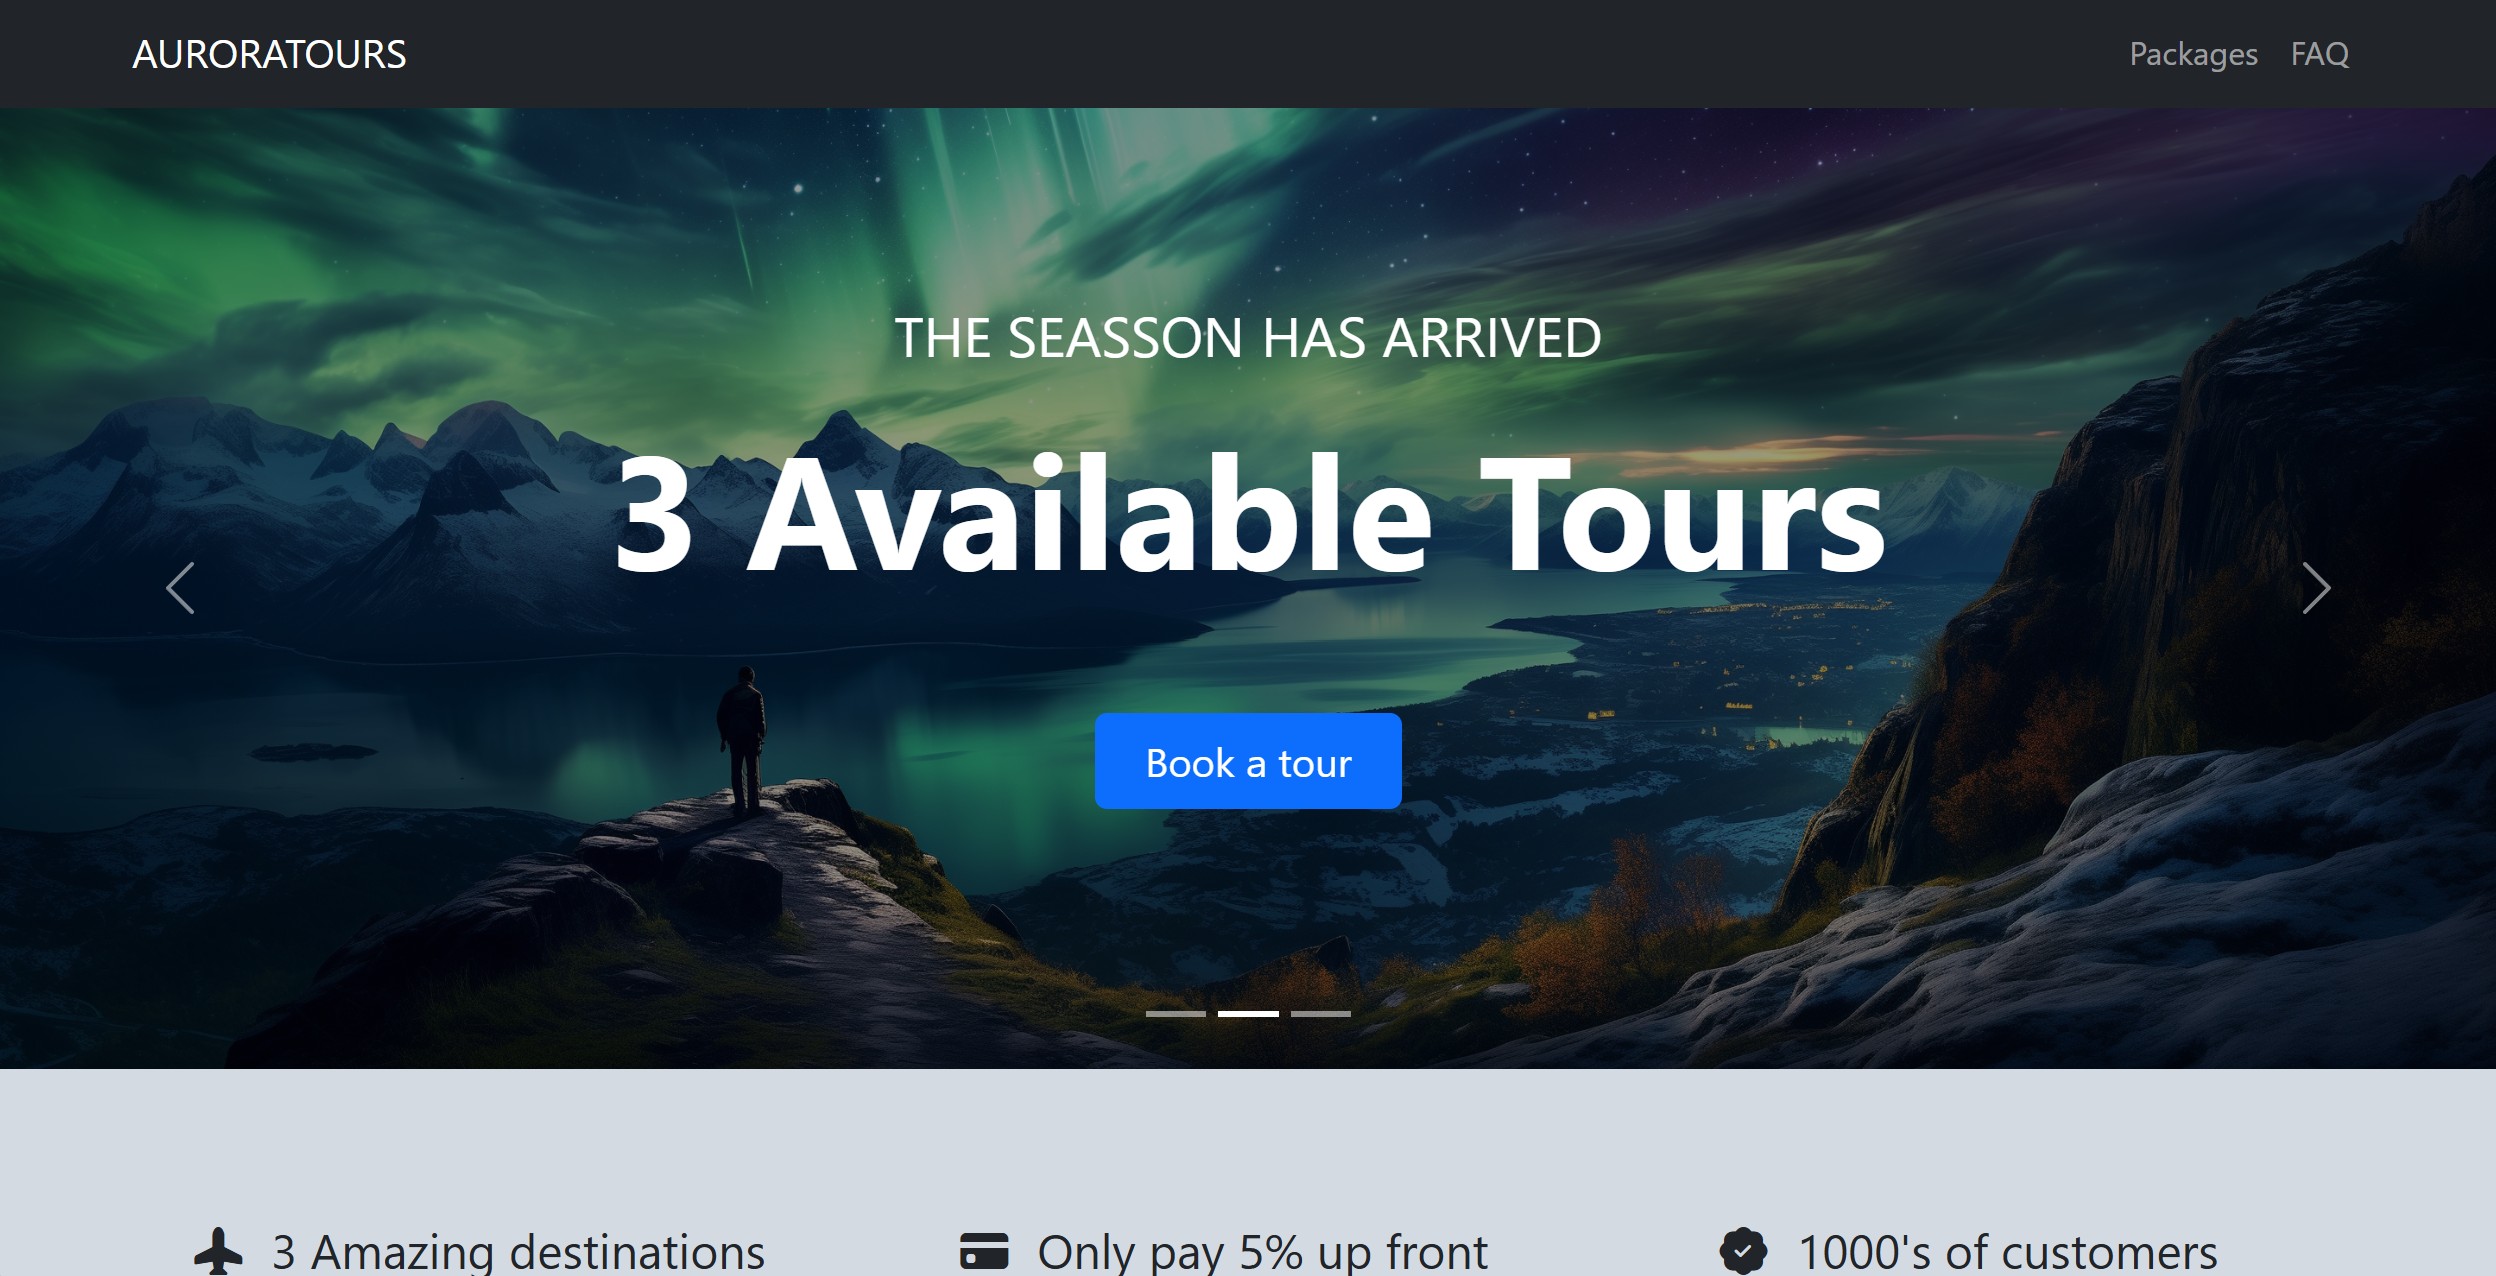 AURORATOURS
Packages FAQ
THE SEASSON HAS ARRIVED
3 Available Tours
Book a tour
3 Amazing destinations
Only pay 5% up front
1000's of customers